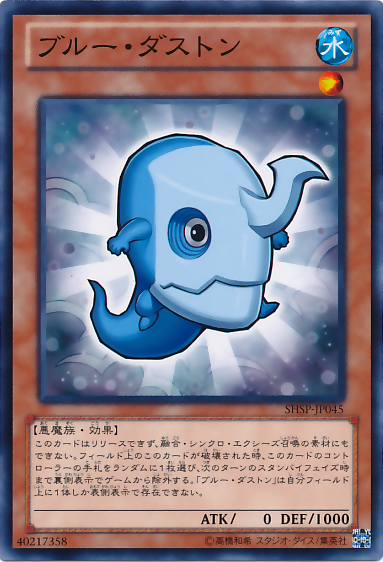 ブルー・ダストン
水
SHSP-JP045
【悪魔族・効果】
このカードはリリースできず、融合・シンクロ・エクシーズ召喚の素材にも
できない。フィールド上のこのカードが破壊された時、このカードのコント
ローラーの手札をランダムに1枚選び、次のターンのスタンバイフェイズ時
まで裏側表示でゲームから除外する。「ブルー・ダストン」は自分フィールド
上に1体しか表側表示で存在できない。
ATK/ 0 DEF/1000
40217358
©高橋和希 スタジオ・ダイス/集英社